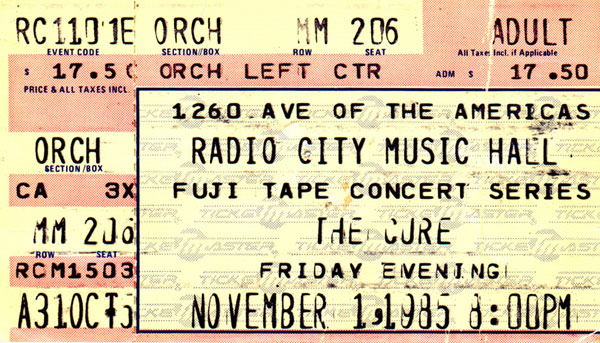 RC1101E ORCH MM 206 ADULT
EVENT CODE SECTION//BOX ROW SEAT All Taxes Incl. if Applicable
$ 17.50 ORCH LEFT CTR ADM $ 17.50
PRICE & ALL TAXES INCL.
1260 AVE OF THE AMERICAS
ORCH RADIO CITY MUSIC HALL
SECTION//BOX
CA 3X FUJI TAPE CONCERT SERIES
MM 206 THE CURE
ROW SEAT
RCM1503 FRIDAY EVENING
A31OCT5 NOVEMBER 1,1985 8:00PM
TICKETMASTER